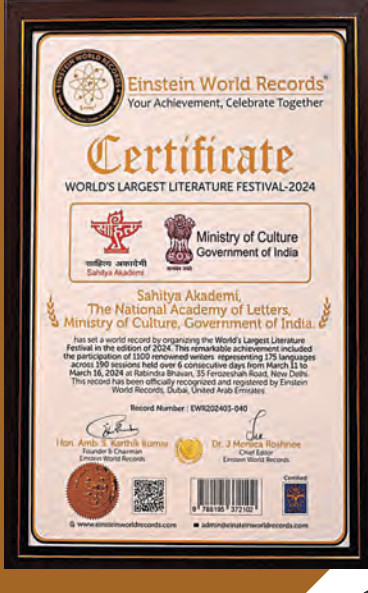 Einstein World Records
Your Achievement, Celebrate Together
Certificate
WORLD'S LARGEST LITERATURE FESTIVAL-2024
साहित्य अकादेमी
Sahitya Akademi
सत्यमेव जयते
Ministry of Culture
Government of India
Sahitya Akademi,
The National Academy of Letters,
Ministry of Culture, Government of India.
has set a world record by organizing the World's Largest Literature
Festival in the edition of 2024. This remarkable achievement included
the participation of 1100 renowned writers representing 175 languages
across 190 sessions held over 6 consecutive days from March 11 to
March 16, 2024 at Rabindra Bhavan, 35 Ferozeshah Road, New Delhi.
This record has been officially recognized and registered by Einstein
World Records, Dubai, United Arab Emirates.
Record Number : EWR202403-040
Hon. Amb. S. Karthik Kumar
Founder & Chairman
Einstein World Records
Dr. J Monica Roshnee
Chief Editor
Einstein World Records
Certified
9 788195 372102
www.einsteinworldrecords.com
admin@einsteinworldrecords.com